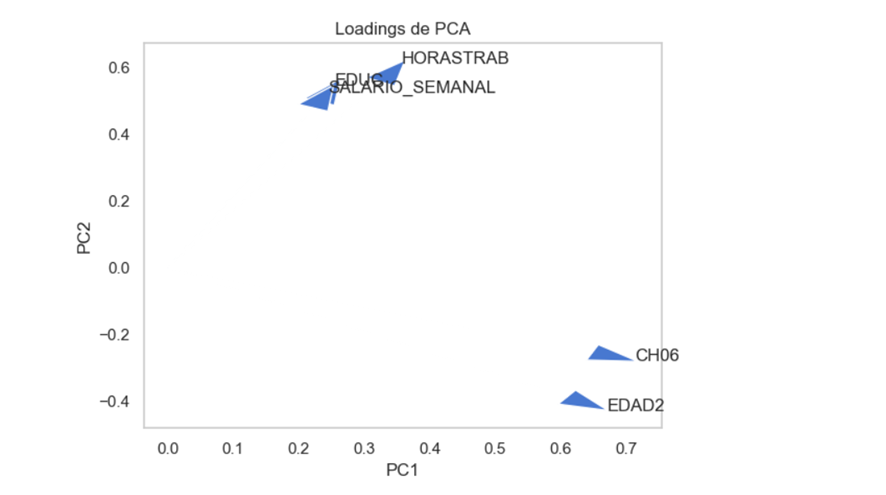 Loadings de PCA
HORASTRAB
EDUC
SALARIO_SEMANAL
CH06
EDAD2
PC2
0.6
0.4
0.2
0.0
−0.2
−0.4
0.0 0.1 0.2 0.3 0.4 0.5 0.6 0.7
PC1